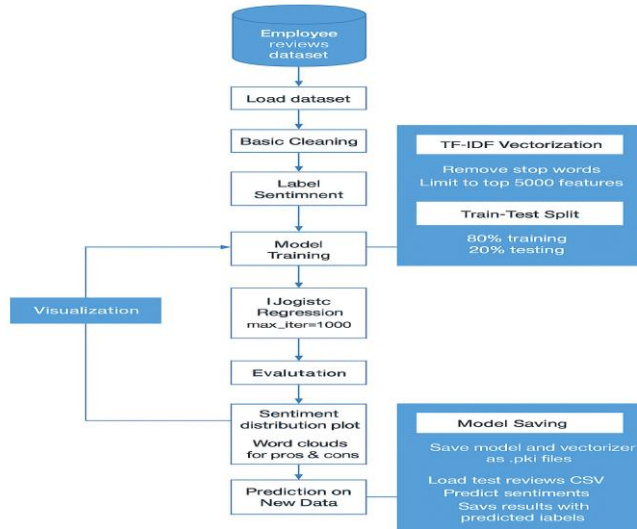 Employee
reviews
dataset
Load dataset
Basic Cleaning
Label
Sentimnent
Model
Training
IJogistc
Regression
max_iter=1000
Evalutation
Sentiment
distribution plot
Word clouds
for pros & cons
Prediction on
New Data
TF-IDF Vectorization
Remove stop words
Limit to top 5000 features
Train-Test Split
80% training
20% testing
Visualization
Model Saving
Save model and vectorizer
as .pki files
Load test reviews CSV
Predict sentiments
Savs results with
predicted iabels